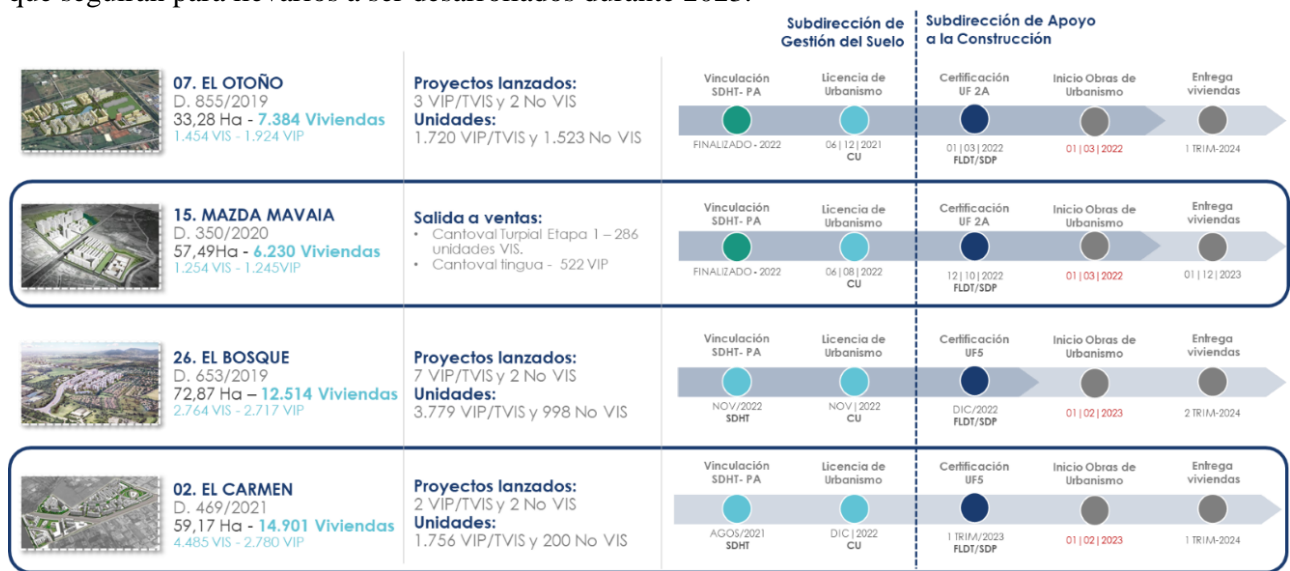 que seguirán para llevarlos a ser desarrollados durante 2023.
Subdirección de
Gestión del Suelo
Subdirección de Apoyo
a la Construcción
07. EL OTOÑO
D. 855/2019
33,28 Ha - 7.384 Viviendas
1.454 VIS - 1.924 VIP
Proyectos lanzados:
3 VIP/TVIS y 2 No VIS
Unidades:
1.720 VIP/TVIS y 1.523 No VIS
Vinculación
SDHT- PA
FINALIZADO - 2022
Licencia de
Urbanismo
06|12|2021
CU
Certificación
UF 2A
01|03|2022
FLDT/SDP
Inicio Obras de
Urbanismo
01|03|2022
Entrega
viviendas
1 TRIM-2024
15. MAZDA MAVAIA
D. 350/2020
57,49Ha - 6.230 Viviendas
1.254 VIS - 1.245VIP
Salida a ventas:
• Cantoval Turpial Etapa 1 – 286
unidades VIS.
• Cantoval tingua - 522 VIP
Vinculación
SDHT- PA
FINALIZADO - 2022
Licencia de
Urbanismo
06|08|2022
CU
Certificación
UF 2A
12|10|2022
FLDT/SDP
Inicio Obras de
Urbanismo
01|03|2022
Entrega
viviendas
01|12|2023
26. EL BOSQUE
D. 653/2019
72,87 Ha – 12.514 Viviendas
2.764 VIS - 2.717 VIP
Proyectos lanzados:
7 VIP/TVIS y 2 No VIS
Unidades:
3.779 VIP/TVIS y 998 No VIS
Vinculación
SDHT- PA
NOV/2022
SDHT
Licencia de
Urbanismo
NOV|2022
CU
Certificación
UF5
DIC/2022
FLDT/SDP
Inicio Obras de
Urbanismo
01|02|2023
Entrega
viviendas
2 TRIM-2024
02. EL CARMEN
D. 469/2021
59,17 Ha - 14.901 Viviendas
4.485 VIS - 2.780 VIP
Proyectos lanzados:
2 VIP/TVIS y 2 No VIS
Unidades:
1.756 VIP/TVIS y 200 No VIS
Vinculación
SDHT- PA
AGOS/2021
SDHT
Licencia de
Urbanismo
DIC|2022
CU
Certificación
UF5
1 TRIM/2023
FLDT/SDP
Inicio Obras de
Urbanismo
01|02|2023
Entrega
viviendas
1 TRIM-2024